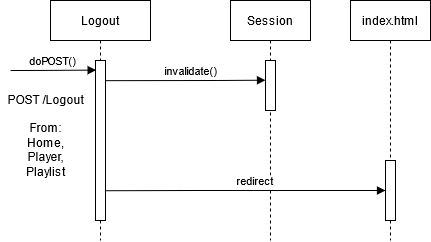 Logout
Session
index.html
doPOST()
invalidate()
POST /Logout
From:
Home,
Player,
Playlist
redirect